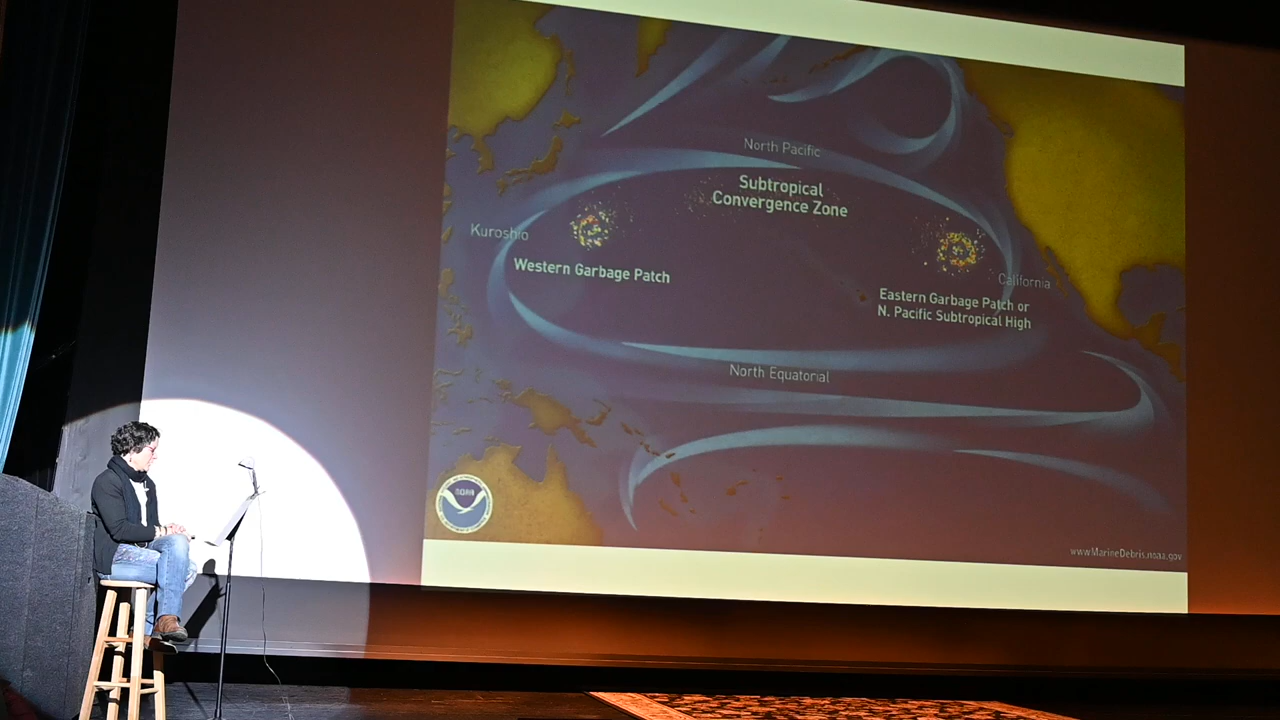 North Pacific
Subtropical
Convergence Zone
Kuroshio
Western Garbage Patch
California
Eastern Garbage Patch or
N. Pacific Subtropical High
North Equatorial
NOAA
www.MarineDebris.noaa.gov